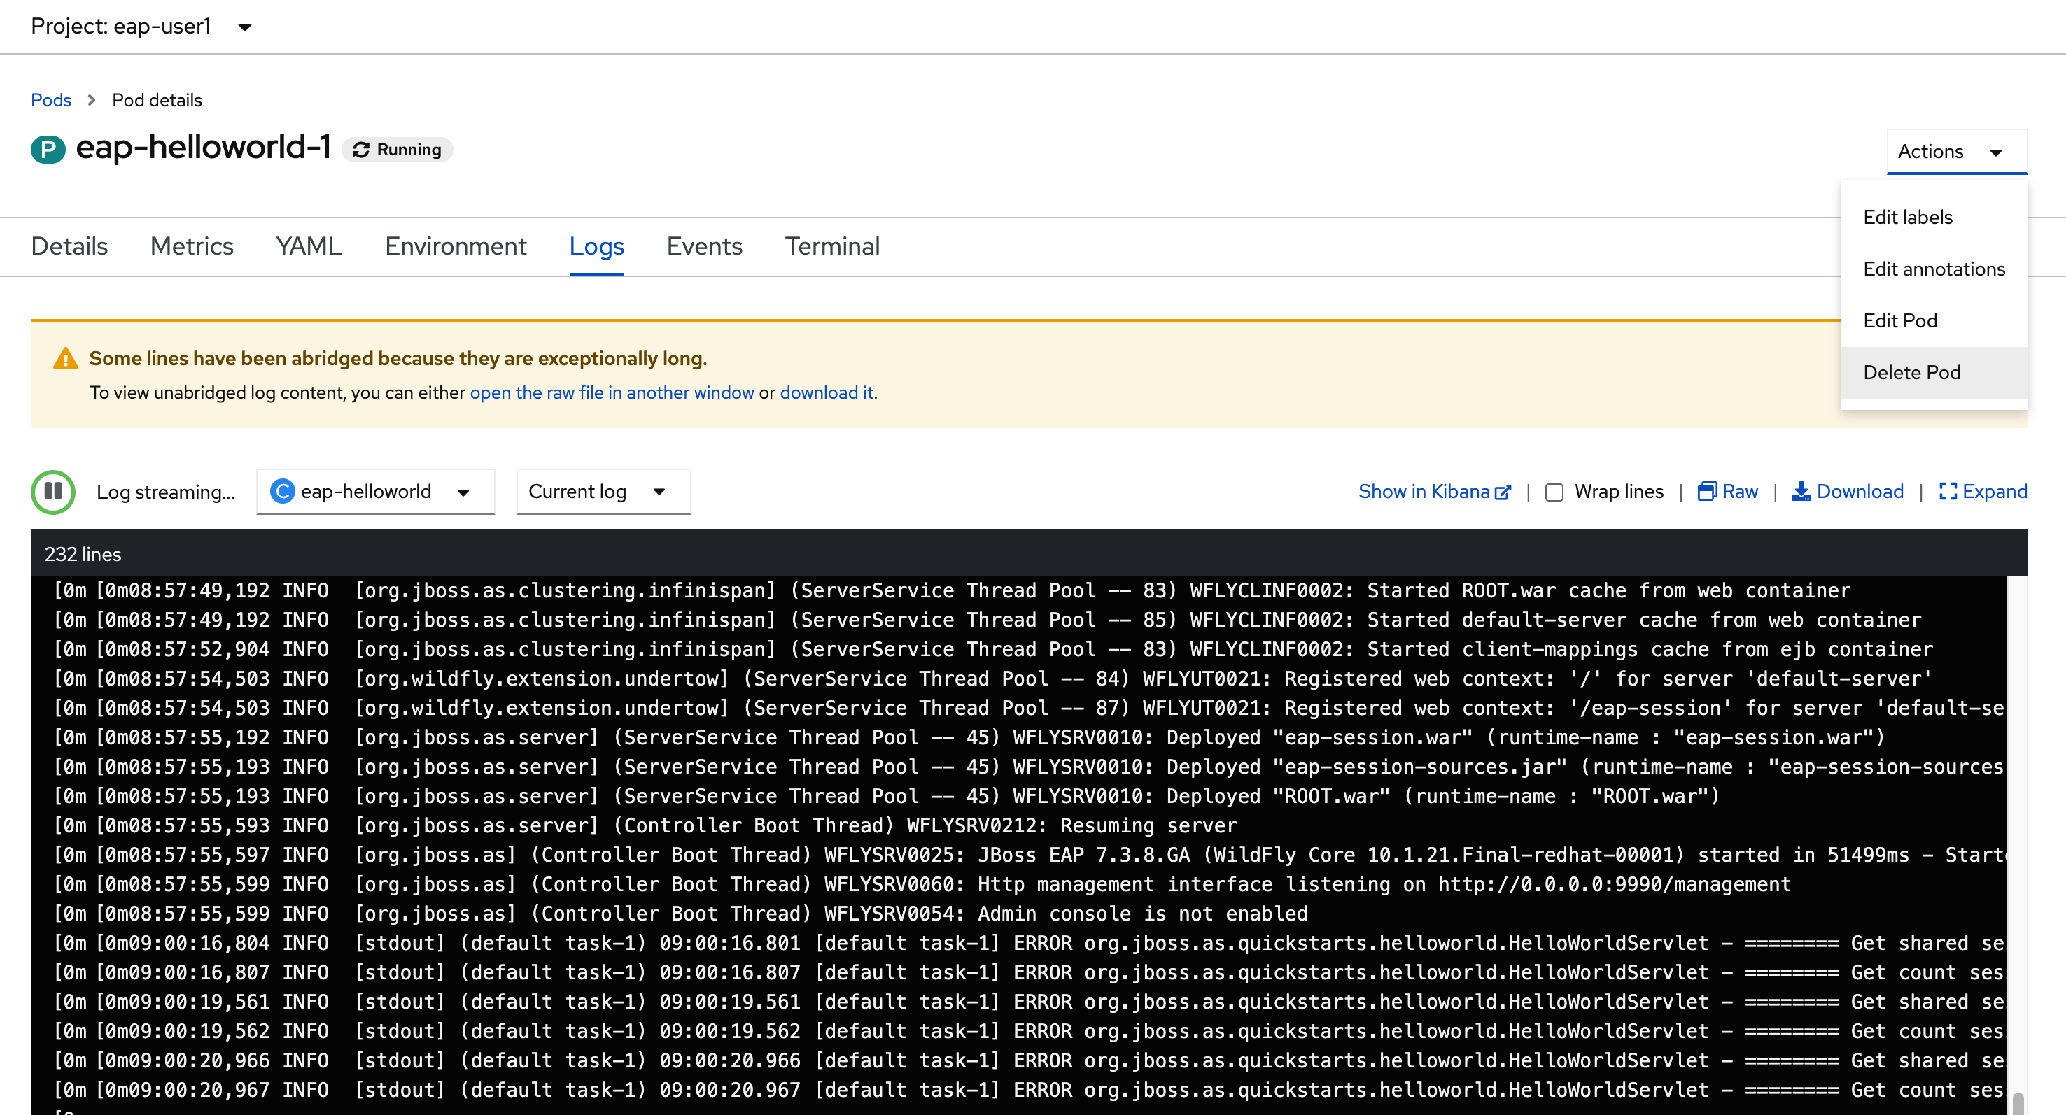 Project: eap-user1
Pods > Pod details
P eap-helloworld-1 Running
Actions
Edit labels
Edit annotations
Edit Pod
Delete Pod
Details Metrics YAML Environment Logs Events Terminal
Some lines have been abridged because they are exceptionally long.
To view unabridged log content, you can either open the raw file in another window or download it.
Log streaming... C eap-helloworld Current log Show in Kibana | Wrap lines | Raw | Download | Expand
232 lines
[0m [0m08:57:49,192 INFO [org.jboss.as.clustering.infinispan] (ServerService Thread Pool -- 83) WFLYCLINF0002: Started ROOT.war cache from web container
[0m [0m08:57:49,192 INFO [org.jboss.as.clustering.infinispan] (ServerService Thread Pool -- 85) WFLYCLINF0002: Started default-server cache from web container
[0m [0m08:57:52,904 INFO [org.jboss.as.clustering.infinispan] (ServerService Thread Pool -- 83) WFLYCLINF0002: Started client-mappings cache from ejb container
[0m [0m08:57:54,503 INFO [org.wildfly.extension.undertow] (ServerService Thread Pool -- 84) WFLYUT0021: Registered web context: '/' for server 'default-server'
[0m [0m08:57:54,503 INFO [org.wildfly.extension.undertow] (ServerService Thread Pool -- 87) WFLYUT0021: Registered web context: '/eap-session' for server 'default-se
[0m [0m08:57:55,192 INFO [org.jboss.as.server] (ServerService Thread Pool -- 45) WFLYSRV0010: Deployed "eap-session.war" (runtime-name : "eap-session.war")
[0m [0m08:57:55,193 INFO [org.jboss.as.server] (ServerService Thread Pool -- 45) WFLYSRV0010: Deployed "eap-session-sources.jar" (runtime-name : "eap-session-sources
[0m [0m08:57:55,193 INFO [org.jboss.as.server] (ServerService Thread Pool -- 45) WFLYSRV0010: Deployed "ROOT.war" (runtime-name : "ROOT.war")
[0m [0m08:57:55,593 INFO [org.jboss.as.server] (Controller Boot Thread) WFLYSRV0212: Resuming server
[0m [0m08:57:55,597 INFO [org.jboss.as] (Controller Boot Thread) WFLYSRV0025: JBoss EAP 7.3.8.GA (WildFly Core 10.1.21.Final-redhat-00001) started in 51499ms - Starte
[0m [0m08:57:55,599 INFO [org.jboss.as] (Controller Boot Thread) WFLYSRV0060: Http management interface listening on http://0.0.0.0:9990/management
[0m [0m08:57:55,599 INFO [org.jboss.as] (Controller Boot Thread) WFLYSRV0054: Admin console is not enabled
[0m [0m09:00:16,804 INFO [stdout] (default task-1) 09:00:16.801 [default task-1] ERROR org.jboss.as.quickstarts.helloworld.HelloWorldServlet - ======== Get shared se
[0m [0m09:00:16,807 INFO [stdout] (default task-1) 09:00:16.807 [default task-1] ERROR org.jboss.as.quickstarts.helloworld.HelloWorldServlet - ======== Get count ses
[0m [0m09:00:19,561 INFO [stdout] (default task-1) 09:00:19.561 [default task-1] ERROR org.jboss.as.quickstarts.helloworld.HelloWorldServlet - ======== Get shared se
[0m [0m09:00:19,562 INFO [stdout] (default task-1) 09:00:19.562 [default task-1] ERROR org.jboss.as.quickstarts.helloworld.HelloWorldServlet - ======== Get count ses
[0m [0m09:00:20,966 INFO [stdout] (default task-1) 09:00:20.966 [default task-1] ERROR org.jboss.as.quickstarts.helloworld.HelloWorldServlet - ======== Get shared se
[0m [0m09:00:20,967 INFO [stdout] (default task-1) 09:00:20.967 [default task-1] ERROR org.jboss.as.quickstarts.helloworld.HelloWorldServlet - ======== Get count ses